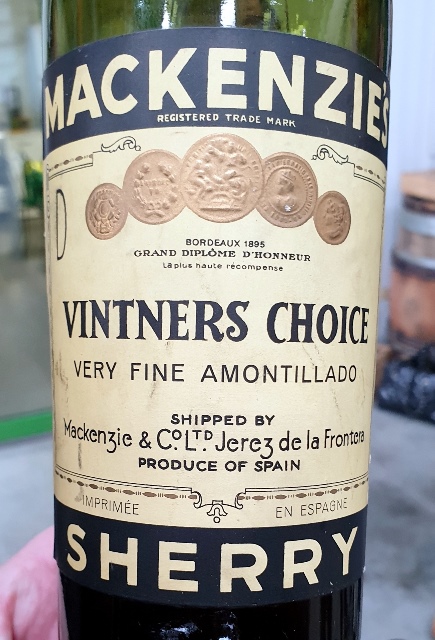 MACKENZIE'S
REGISTERED TRADE MARK
D
BORDEAUX 1895
GRAND DIPLÔME D'HONNEUR
La plus haute récompense
VINTNERS CHOICE
VERY FINE AMONTILLADO
SHIPPED BY
Mackenzie & Co. LTD Jerez de la Frontera
PRODUCE OF SPAIN
IMPRIMÉE EN ESPAGNE
SHERRY